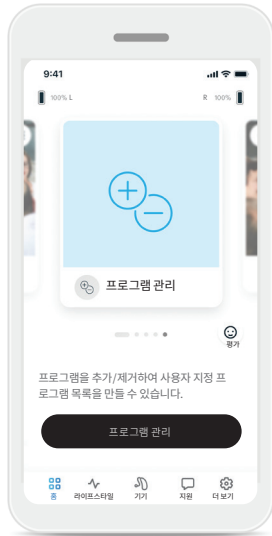 9:41
100% L
R 100%
프로그램 관리
평가
프로그램을 추가/제거하여 사용자 지정 프
로그램 목록을 만들 수 있습니다.
프로그램 관리
홈 라이프스타일 기기 지원 더 보기